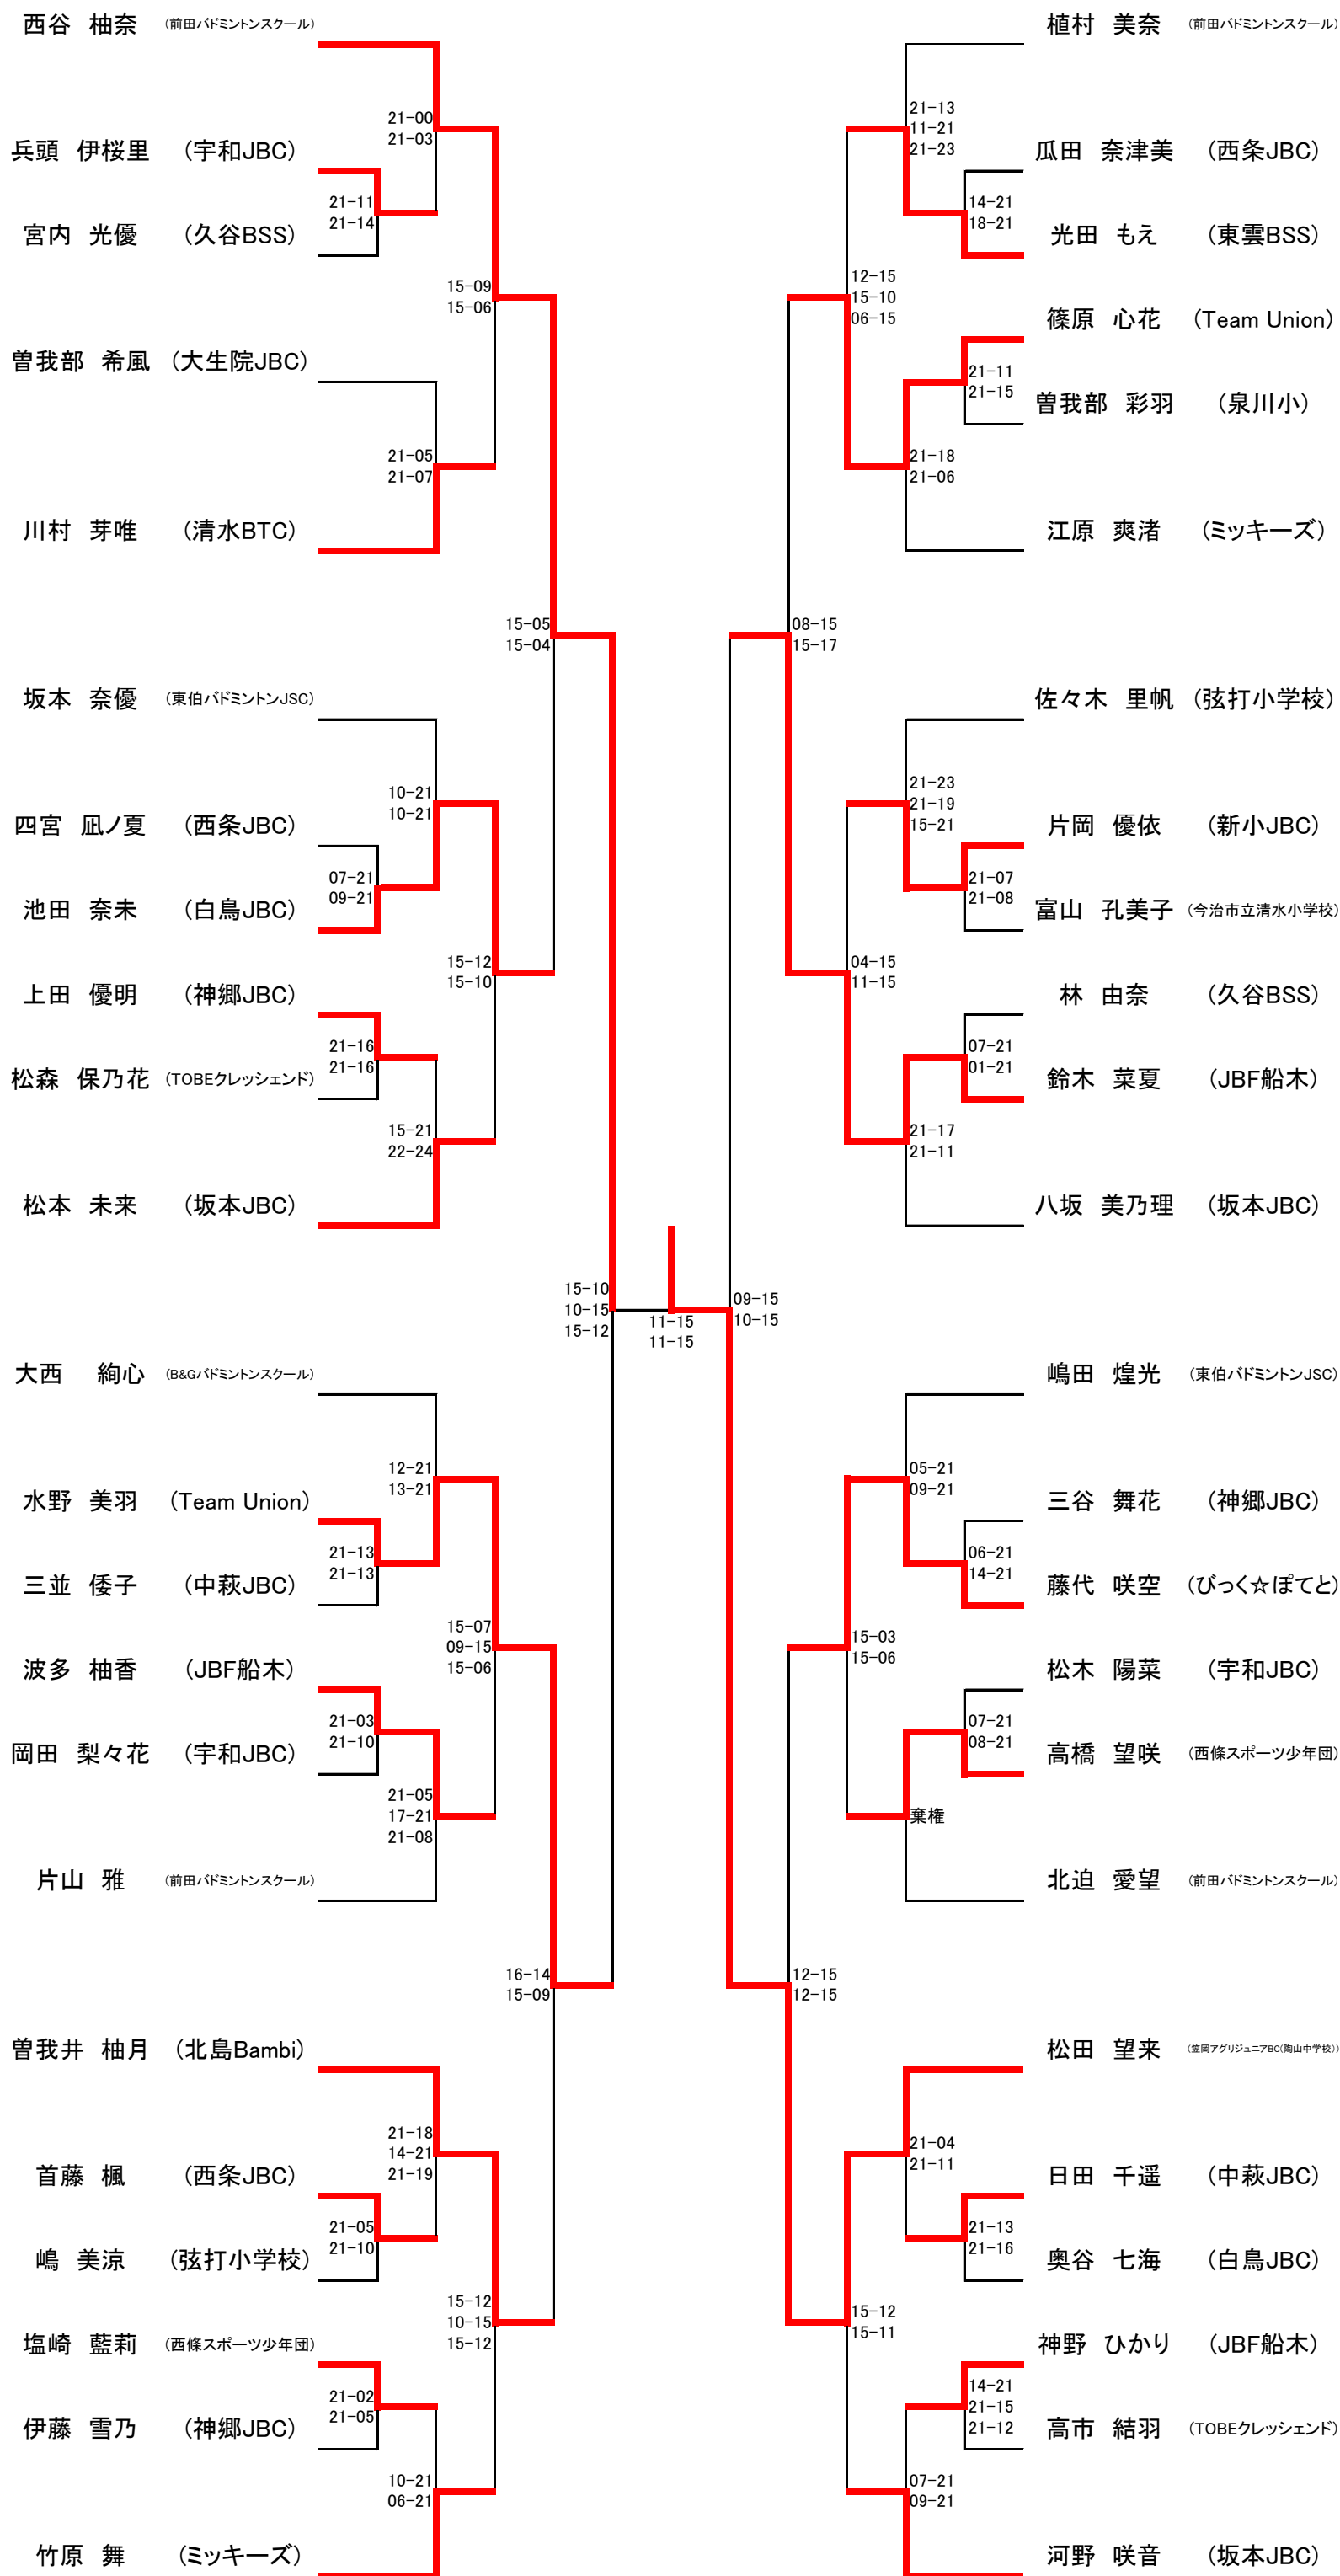 西谷 柚奈 (前田バドミントンスクール)
21-00
21-03
兵頭 伊桜里 (宇和JBC)
21-11
21-14
宮内 光優 (久谷BSS)
15-09
15-06
曽我部 希風 (大生院JBC)
21-05
21-07
川村 芽唯 (清水BTC)
15-05
15-04
坂本 奈優 (東伯バドミントンJSC)
10-21
10-21
四宮 凪ノ夏 (西条JBC)
07-21
09-21
池田 奈未 (白鳥JBC)
15-12
15-10
上田 優明 (神郷JBC)
21-16
21-16
松森 保乃花 (TOBEクレッシェンド)
15-21
22-24
松本 未来 (坂本JBC)
15-10
10-15
15-12
大西 絢心 (B&Gバドミントンスクール)
12-21
13-21
水野 美羽 (Team Union)
21-13
21-13
三並 倭子 (中萩JBC)
15-07
09-15
15-06
波多 柚香 (JBF船木)
21-03
21-10
岡田 梨々花 (宇和JBC)
21-05
17-21
21-08
片山 雅 (前田バドミントンスクール)
16-14
15-09
曽我井 柚月 (北島Bambi)
21-18
14-21
21-19
首藤 楓 (西条JBC)
21-05
21-10
嶋 美涼 (弦打小学校)
15-12
10-15
15-12
塩崎 藍莉 (西條スポーツ少年団)
21-02
21-05
伊藤 雪乃 (神郷JBC)
10-21
06-21
竹原 舞 (ミッキーズ)
11-15
11-15
植村 美奈 (前田バドミントンスクール)
21-13
11-21
21-23
瓜田 奈津美 (西条JBC)
14-21
18-21
光田 もえ (東雲BSS)
12-15
15-10
06-15
篠原 心花 (Team Union)
21-11
21-15
曽我部 彩羽 (泉川小)
21-18
21-06
江原 爽渚 (ミッキーズ)
08-15
15-17
佐々木 里帆 (弦打小学校)
21-23
21-19
15-21
片岡 優依 (新小JBC)
21-07
21-08
富山 孔美子 (今治市立清水小学校)
04-15
11-15
林 由奈 (久谷BSS)
07-21
01-21
鈴木 菜夏 (JBF船木)
21-17
21-11
八坂 美乃理 (坂本JBC)
09-15
10-15
嶋田 煌光 (東伯バドミントンJSC)
05-21
09-21
三谷 舞花 (神郷JBC)
06-21
14-21
藤代 咲空 (びっく☆ぽてと)
15-03
15-06
松木 陽菜 (宇和JBC)
07-21
08-21
高橋 望咲 (西條スポーツ少年団)
棄権
北迫 愛望 (前田バドミントンスクール)
12-15
12-15
松田 望来 (笠岡アグリジュニアBC(陶山中学校))
21-04
21-11
日田 千遥 (中萩JBC)
21-13
21-16
奥谷 七海 (白鳥JBC)
15-12
15-11
神野 ひかり (JBF船木)
14-21
21-15
21-12
高市 結羽 (TOBEクレッシェンド)
07-21
09-21
河野 咲音 (坂本JBC)